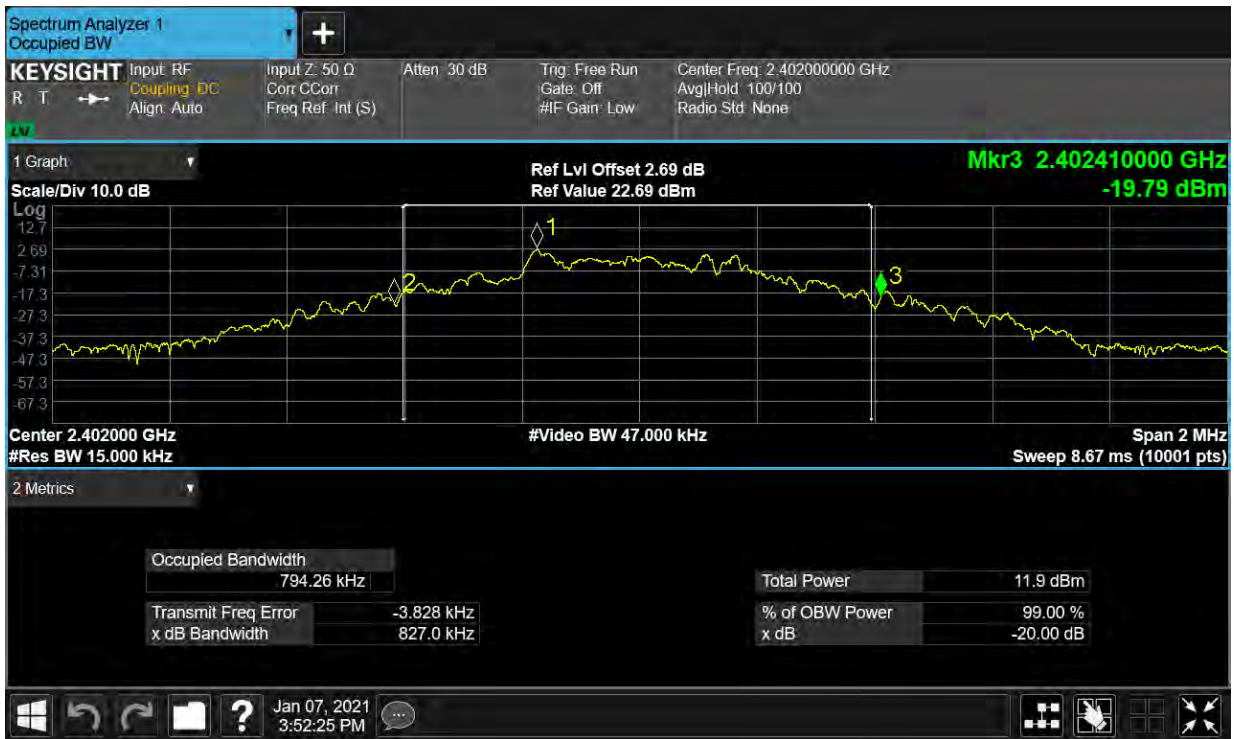 Spectrum Analyzer 1
Occupied BW
KEYSIGHT
R T
LXI
Input: RF
Coupling: DC
Align: Auto
Input Z: 50 Ω
Corr CCorr
Freq Ref: Int (S)
Atten: 30 dB
Trig: Free Run
Gate: Off
#IF Gain: Low
Center Freq: 2.402000000 GHz
Avg|Hold: 100/100
Radio Std: None
1 Graph
Scale/Div 10.0 dB
Ref Lvl Offset 2.69 dB
Ref Value 22.69 dBm
Mkr3 2.402410000 GHz
-19.79 dBm
Log
12.7
2.69
-7.31
-17.3
-27.3
-37.3
-47.3
-57.3
-67.3
1
2
3
Center 2.402000 GHz
#Res BW 15.000 kHz
#Video BW 47.000 kHz
Span 2 MHz
Sweep 8.67 ms (10001 pts)
2 Metrics
Occupied Bandwidth
794.26 kHz
Transmit Freq Error -3.828 kHz
x dB Bandwidth 827.0 kHz
Total Power 11.9 dBm
% of OBW Power 99.00 %
x dB -20.00 dB
?
Jan 07, 2021
3:52:25 PM